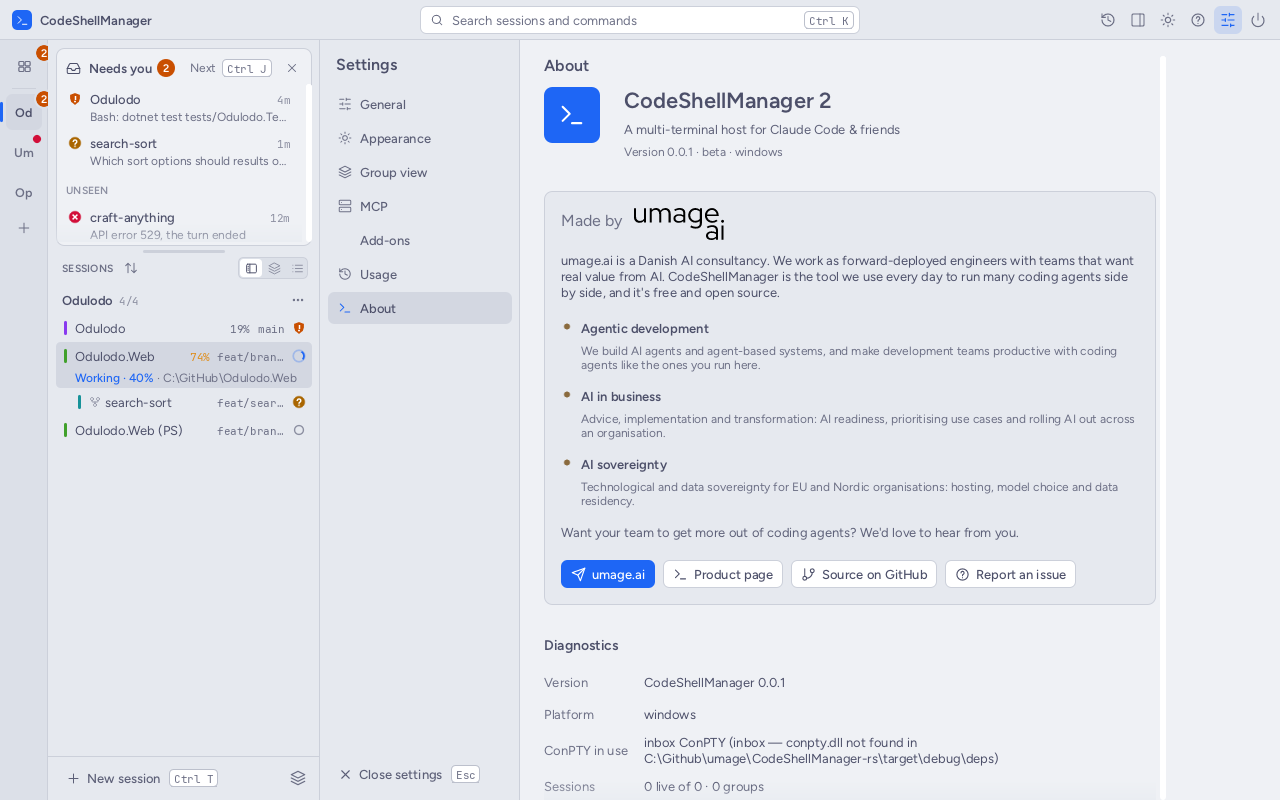 CodeShellManager
Search sessions and commands
Ctrl K
2
Needs you 2
Next Ctrl J
Odulodo 4m
Bash: dotnet test tests/Odulodo.Te…
search-sort 1m
Which sort options should results o…
UNSEEN
craft-anything 12m
API error 529, the turn ended
2
Od
Um
Op
SESSIONS
Odulodo 4/4
Odulodo 19% main
Odulodo.Web 74% feat/bran…
Working · 40% · C:\GitHub\Odulodo.Web
search-sort feat/sear…
Odulodo.Web (PS) feat/bran…
New session Ctrl T
Settings
General
Appearance
Group view
MCP
Add-ons
Usage
About
Close settings Esc
About
CodeShellManager 2
A multi-terminal host for Claude Code & friends
Version 0.0.1 · beta · windows
Made by umage.ai
umage.ai is a Danish AI consultancy. We work as forward-deployed engineers with teams that want
real value from AI. CodeShellManager is the tool we use every day to run many coding agents side
by side, and it's free and open source.
Agentic development
We build AI agents and agent-based systems, and make development teams productive with coding
agents like the ones you run here.
AI in business
Advice, implementation and transformation: AI readiness, prioritising use cases and rolling AI out across
an organisation.
AI sovereignty
Technological and data sovereignty for EU and Nordic organisations: hosting, model choice and data
residency.
Want your team to get more out of coding agents? We'd love to hear from you.
umage.ai
Product page
Source on GitHub
Report an issue
Diagnostics
Version CodeShellManager 0.0.1
Platform windows
ConPTY in use inbox ConPTY (inbox — conpty.dll not found in
C:\Github\umage\CodeShellManager-rs\target\debug\deps)
Sessions 0 live of 0 · 0 groups